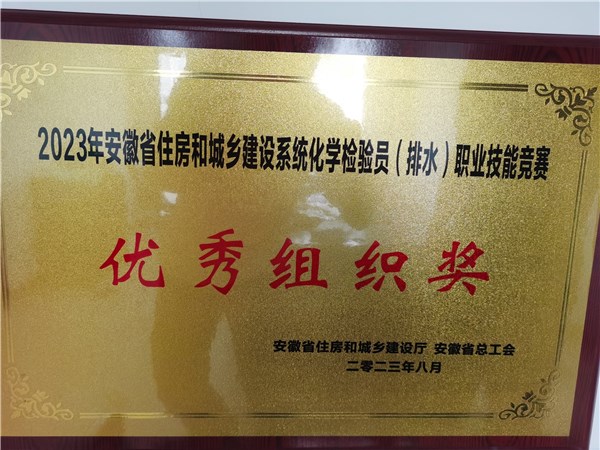 2023年安徽省住房和城乡建设系统化学检验员（排水）职业技能竞赛
优秀组织奖
安徽省住房和城乡建设厅 安徽省总工会
二零二三年八月